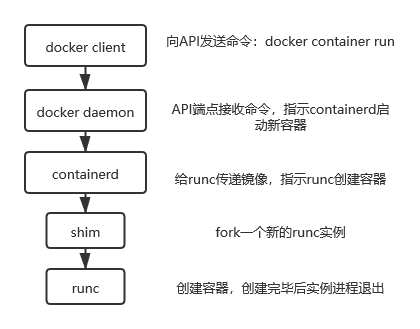 docker client
向API发送命令：docker container run
docker daemon
API端点接收命令，指示containerd启
动新容器
containerd
给runc传递镜像，指示runc创建容器
shim
fork一个新的runc实例
runc
创建容器，创建完毕后实例进程退出